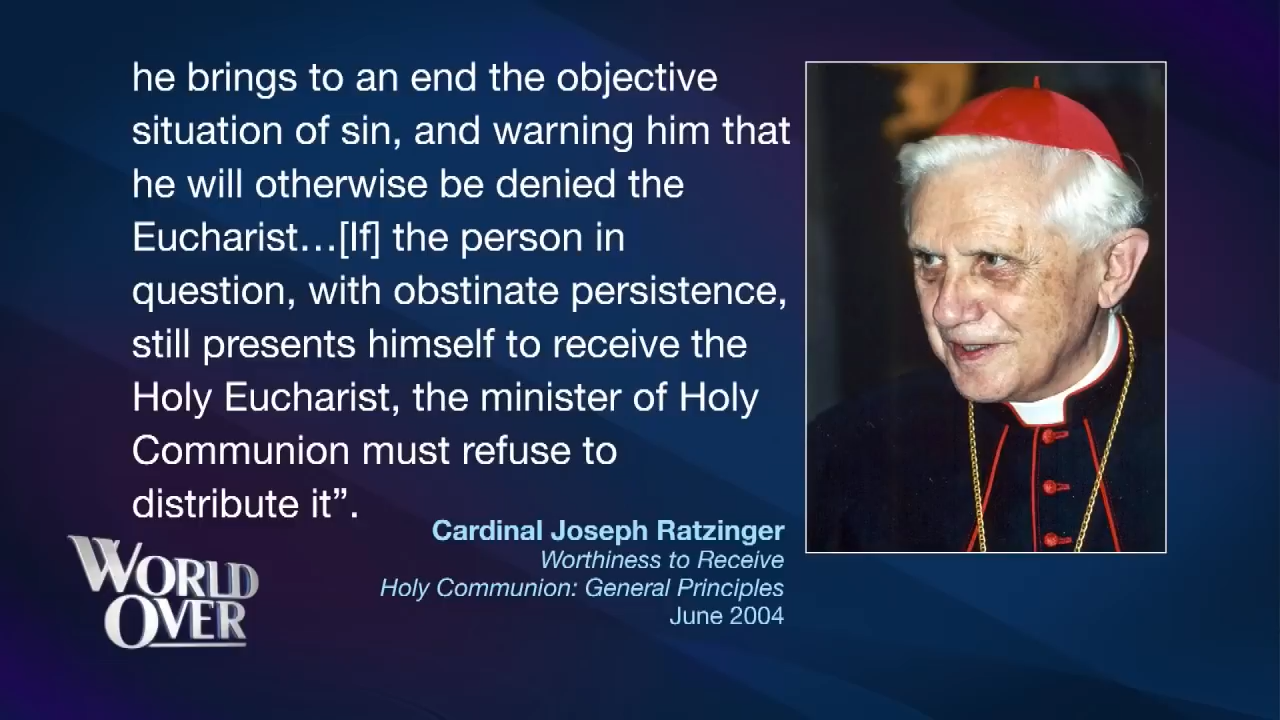 he brings to an end the objective
situation of sin, and warning him that
he will otherwise be denied the
Eucharist…[If] the person in
question, with obstinate persistence,
still presents himself to receive the
Holy Eucharist, the minister of Holy
Communion must refuse to
distribute it”.
Cardinal Joseph Ratzinger
Worthiness to Receive
Holy Communion: General Principles
June 2004
WORLD
OVER